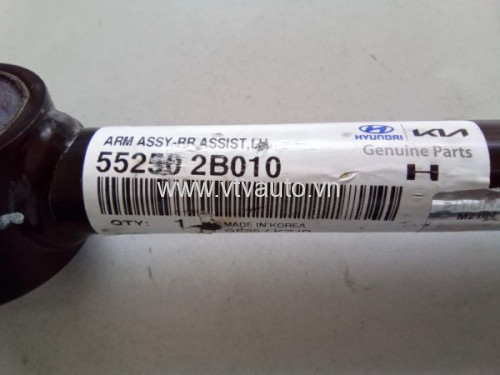 ARM ASSY-RR ASSIST,LH
HYUNDAI KIA
Genuine Parts
55250 2B010
H
www.vtvauto.vn
QTY: 1
MADE IN KOREA